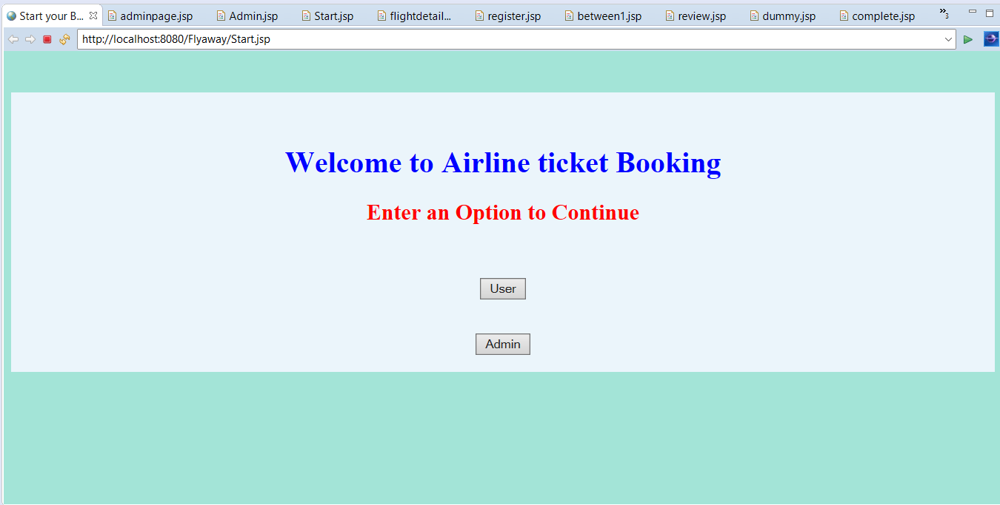 Start your B... adminpage.jsp Admin.jsp Start.jsp flightdetail... register.jsp between1.jsp review.jsp dummy.jsp complete.jsp »3
http://localhost:8080/Flyaway/Start.jsp
Welcome to Airline ticket Booking
Enter an Option to Continue
User
Admin